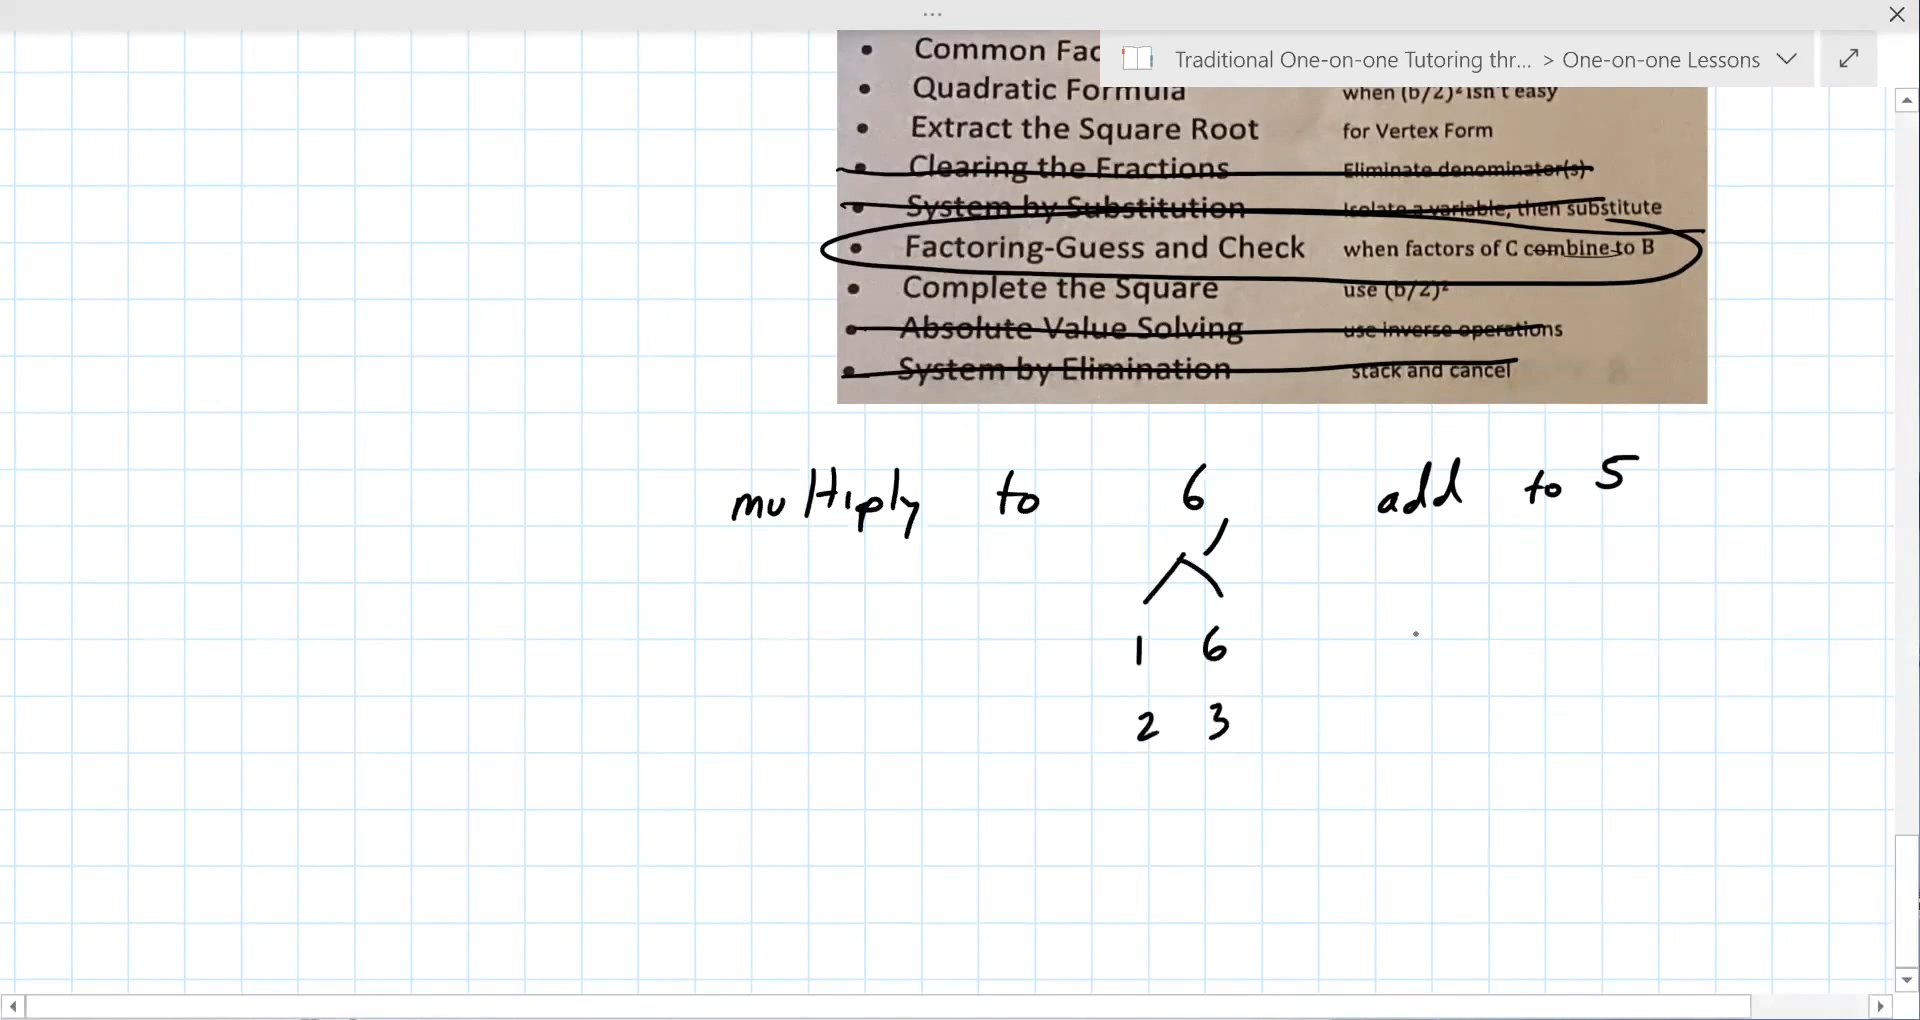 ...
Traditional One-on-one Tutoring thr... > One-on-one Lessons
• Common Fac
• Quadratic Formula when (b/2)² isn't easy
• Extract the Square Root for Vertex Form
• Clearing the Fractions Eliminate denominator(s)
• System by Substitution Isolate a variable, then substitute
• Factoring-Guess and Check when factors of C combine to B
• Complete the Square use (b/2)²
• Absolute Value Solving use inverse operations
• System by Elimination stack and cancel
multiply to 6, add to 5
1 6
2 3